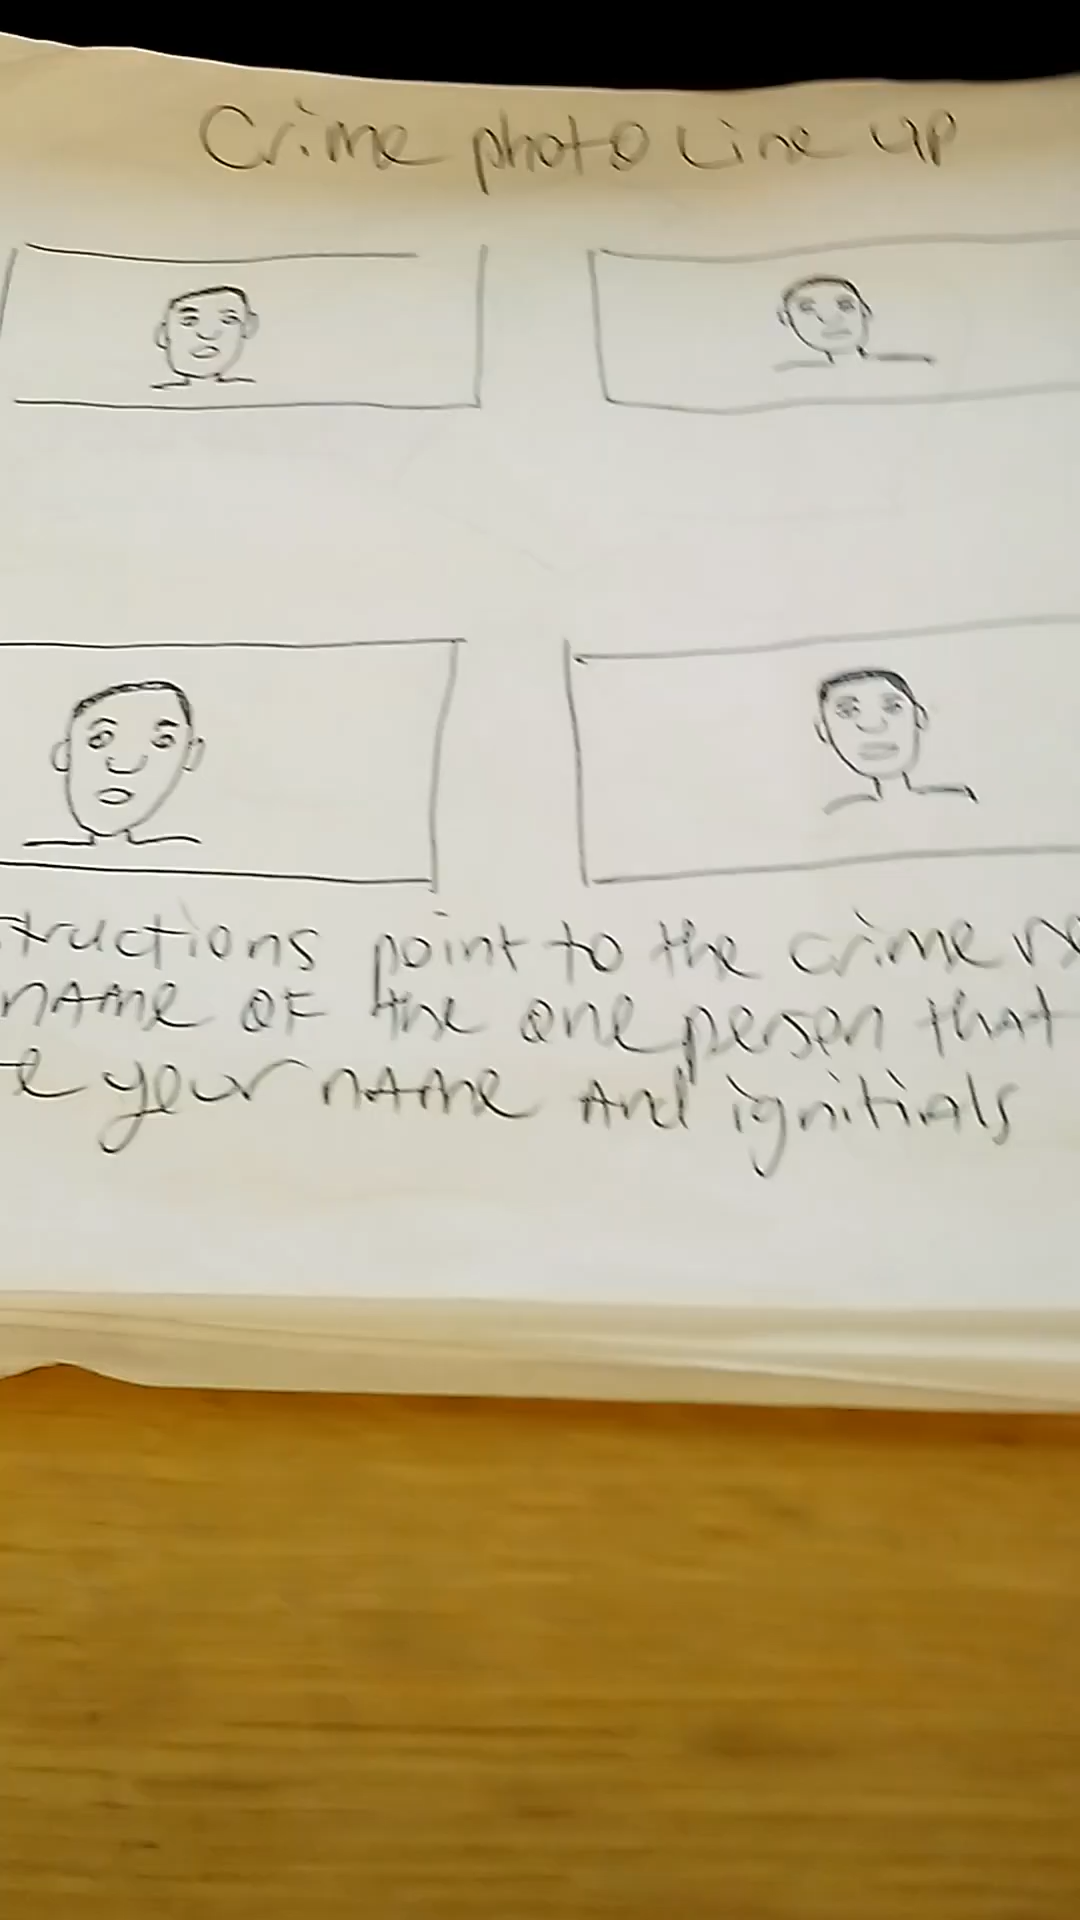 Crime photo Line up
structions point to the crime
name OF the one person that
e your name And ignitials